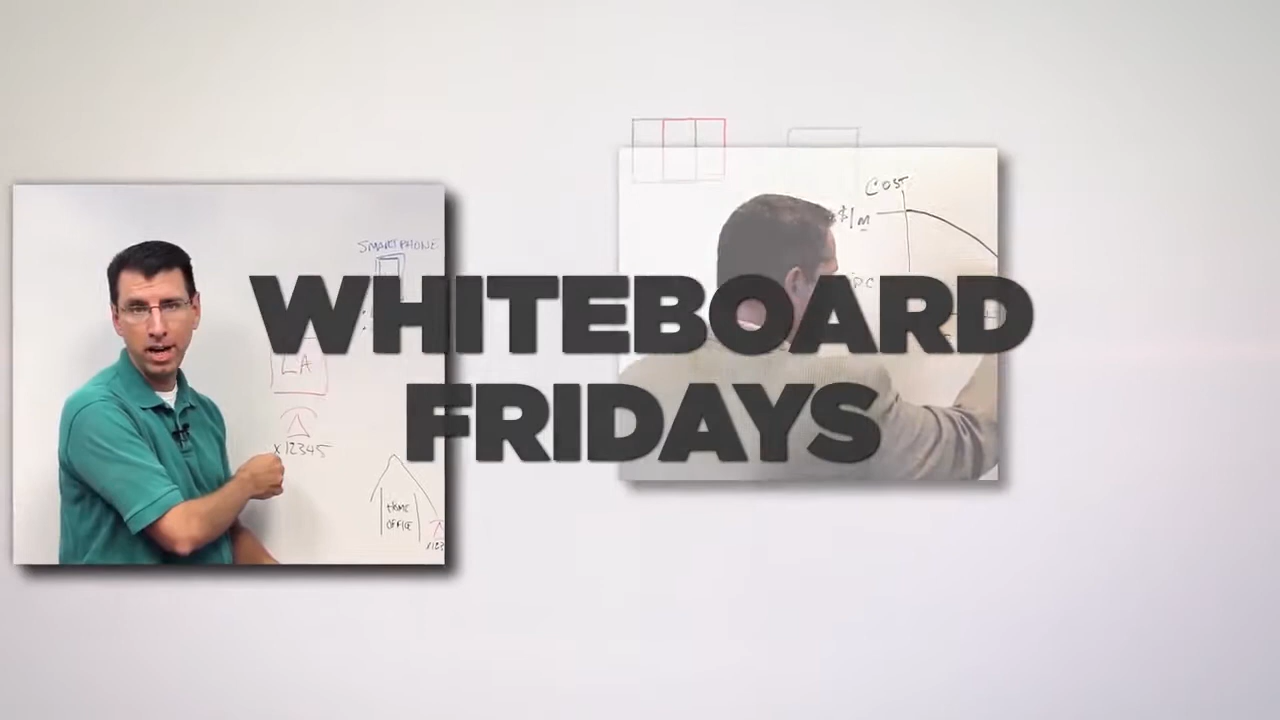 WHITEBOARD
FRIDAYS
SMARTPHONE
LA
x12345
HOME
OFFICE
COST
$/m